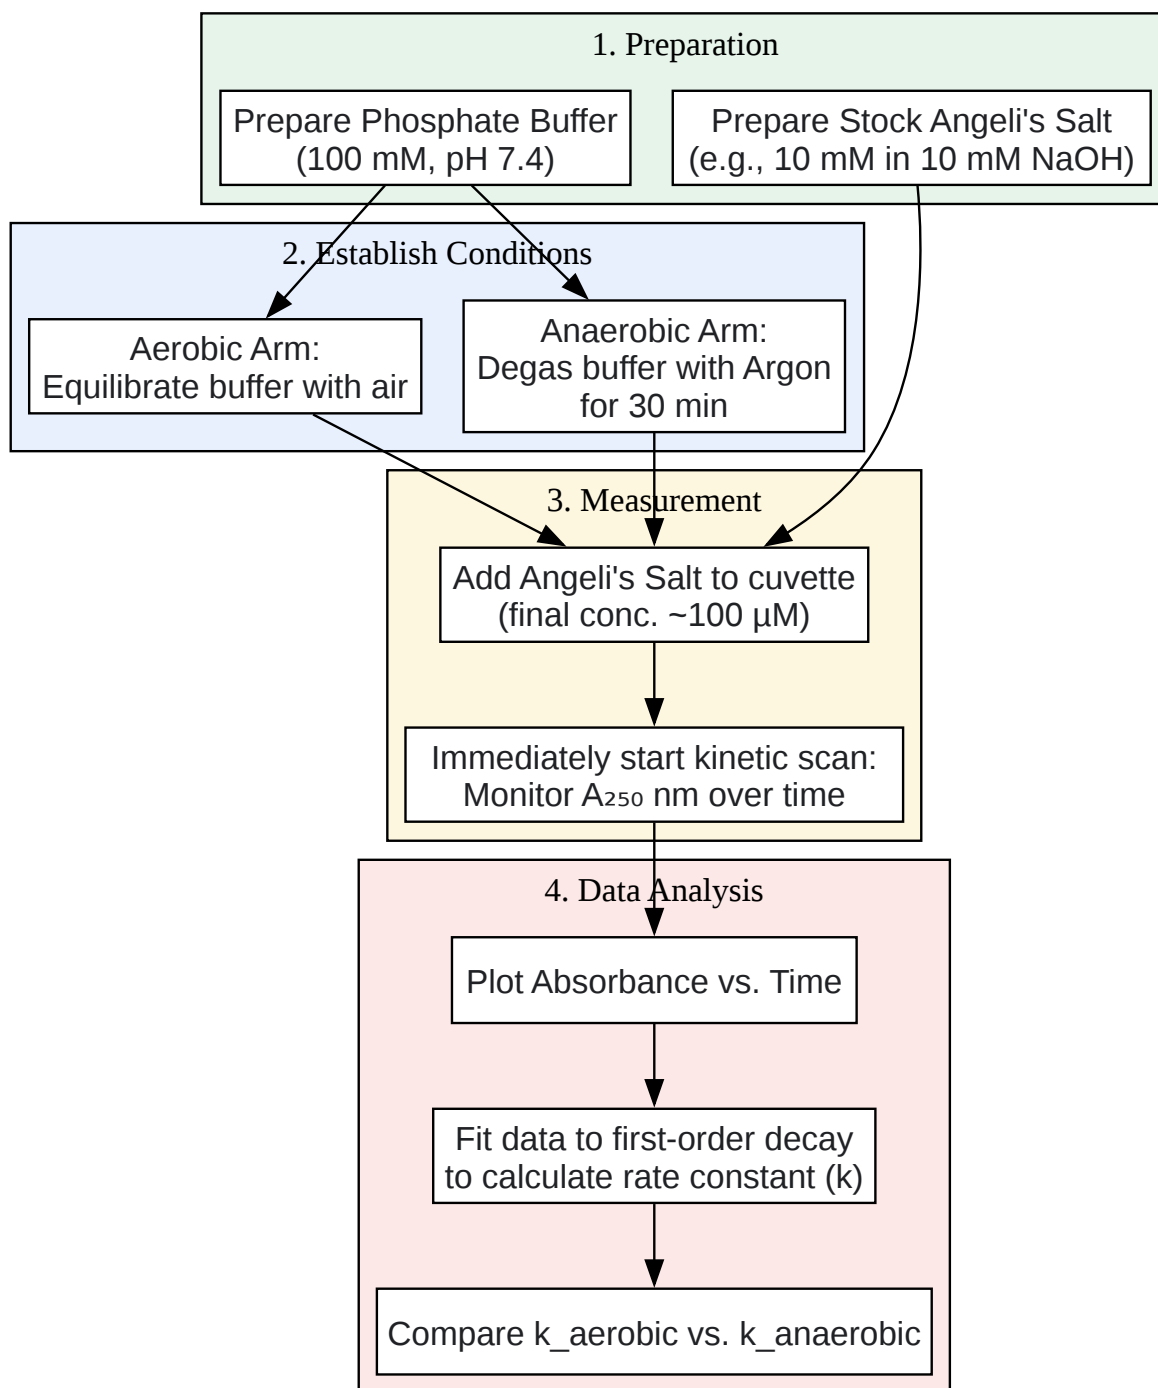 1. Preparation
Prepare Phosphate Buffer
(100 mM, pH 7.4)
Prepare Stock Angeli's Salt
(e.g., 10 mM in 10 mM NaOH)
2. Establish Conditions
Aerobic Arm:
Equilibrate buffer with air
Anaerobic Arm:
Degas buffer with Argon
for 30 min
3. Measurement
Add Angeli's Salt to cuvette
(final conc. ~100 µM)
Immediately start kinetic scan:
Monitor A₂₅₀ nm over time
4. Data Analysis
Plot Absorbance vs. Time
Fit data to first-order decay
to calculate rate constant (k)
Compare k_aerobic vs. k_anaerobic